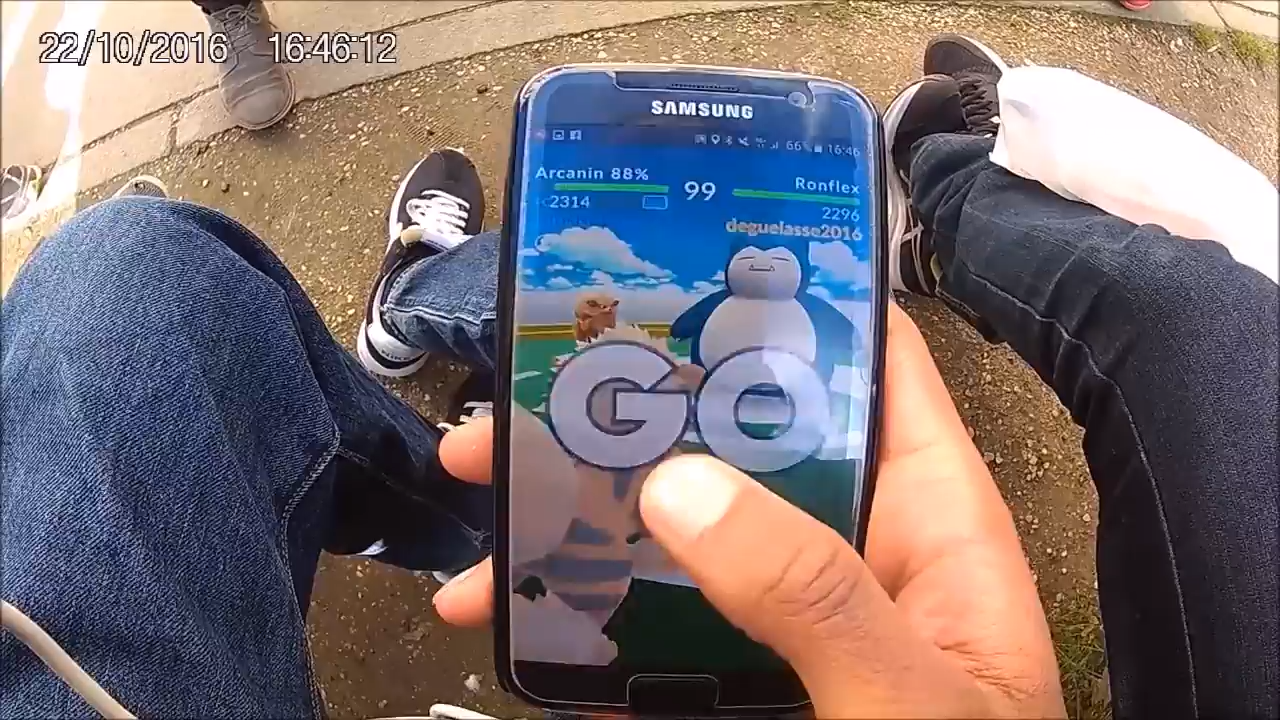 22/10/2016 16:46:12
SAMSUNG
66% 16:46
Arcanin 88%
99
Ronflex
2314
2296
deguelasse2016
GO